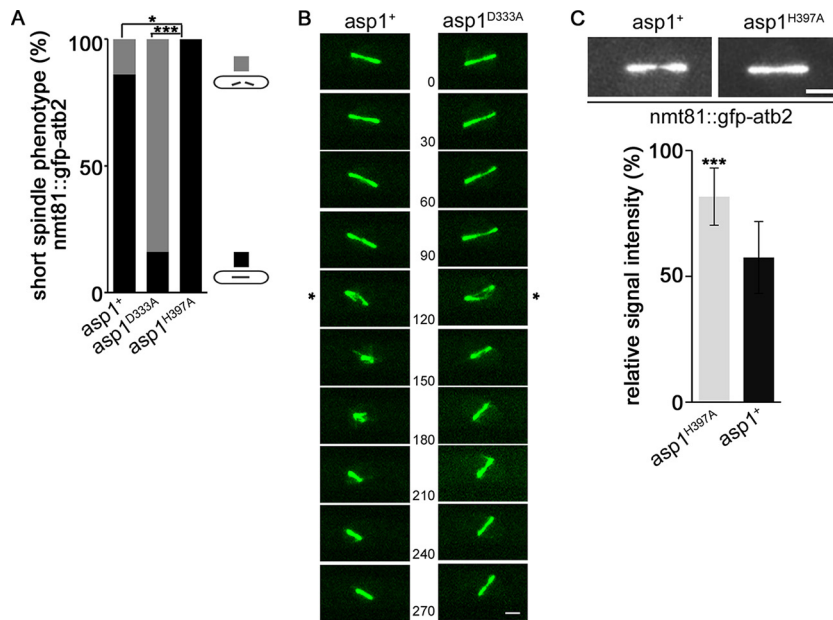 A
* 
***
100
50
0
short spindle phenotype (%)
nmt81::gfp-atb2
asp1+
asp1D333A
asp1H397A
B
asp1+ asp1D333A
0
30
60
90
* 120 *
150
180
210
240
270
C
asp1+ asp1H397A
nmt81::gfp-atb2
relative signal intensity (%)
100
50
0
***
asp1H397A
asp1+